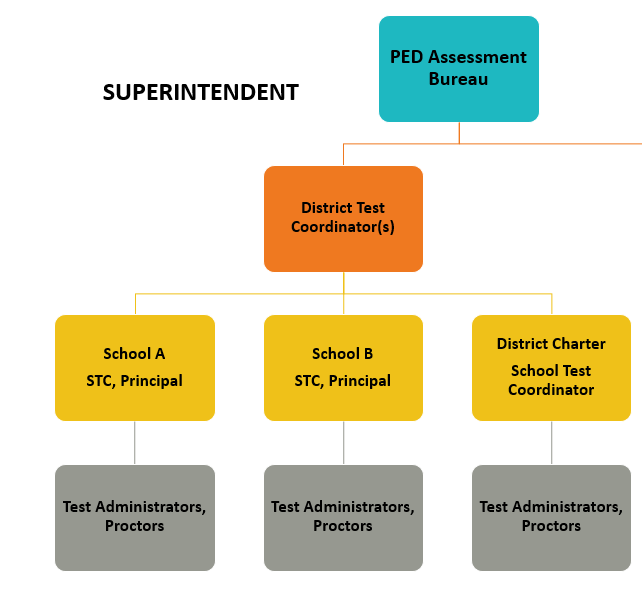 PED Assessment
Bureau
SUPERINTENDENT
District Test
Coordinator(s)
School A
STC, Principal
School B
STC, Principal
District Charter
School Test
Coordinator
Test Administrators,
Proctors
Test Administrators,
Proctors
Test Administrators,
Proctors